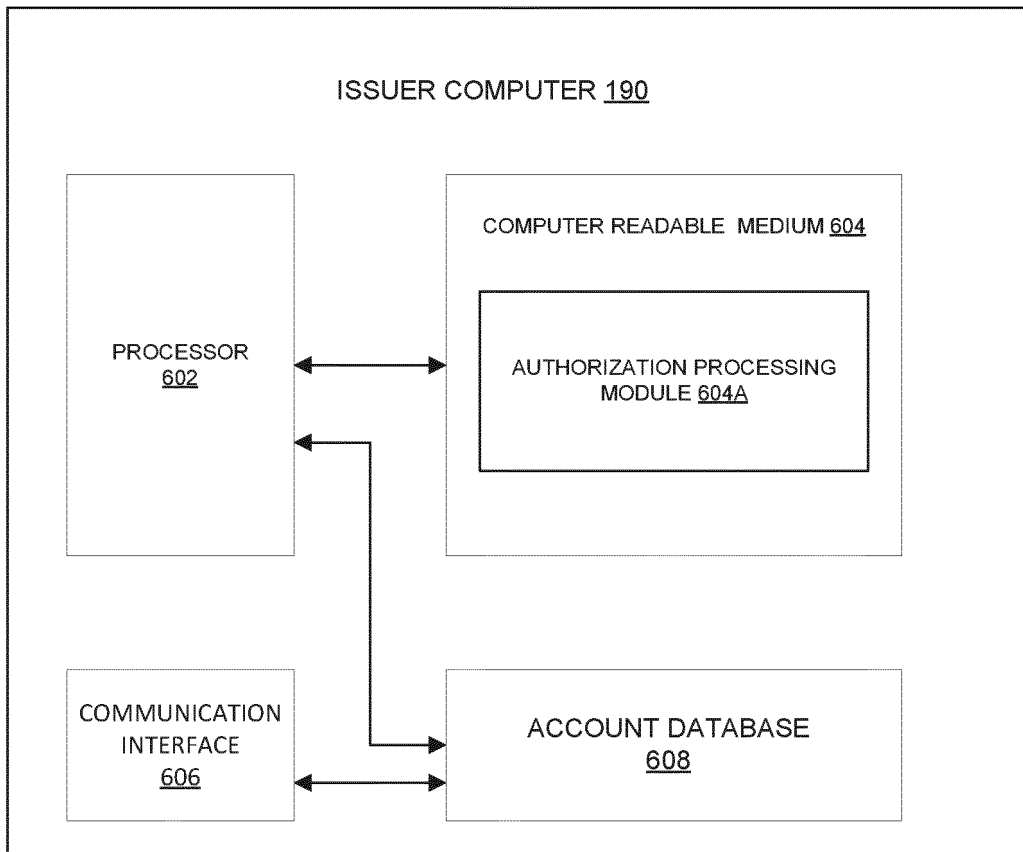 ISSUER COMPUTER 190
COMPUTER READABLE MEDIUM 604
PROCESSOR
602
AUTHORIZATION PROCESSING
MODULE 604A
COMMUNICATION
INTERFACE
606
ACCOUNT DATABASE
608